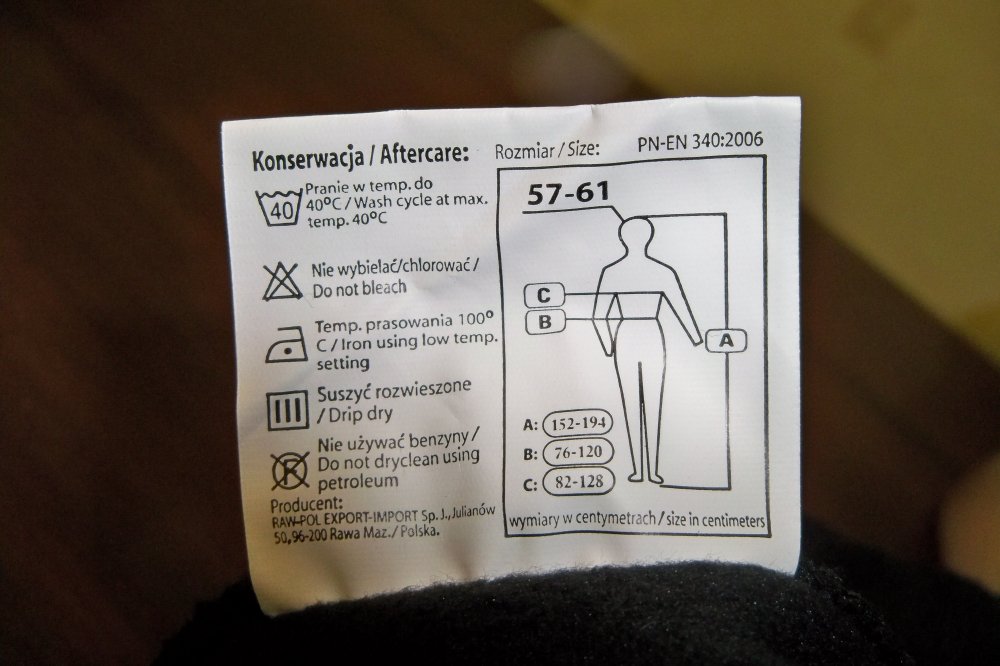 Konserwacja / Aftercare:
40
Pranie w temp. do
40ºC / Wash cycle at max.
temp. 40ºC
Nie wybielać/chlorować /
Do not bleach
Temp. prasowania 100º
C / Iron using low temp.
setting
Suszyć rozwieszone
/ Drip dry
Nie używać benzyny /
Do not dryclean using
petroleum
Producent:
RAW-POL EXPORT-IMPORT Sp. J., Julianów
50, 96-200 Rawa Maz. / Polska.
Rozmiar / Size:
PN-EN 340:2006
57-61
C
B
A
A: 152-194
B: 76-120
C: 82-128
wymiary w centymetrach / size in centimeters